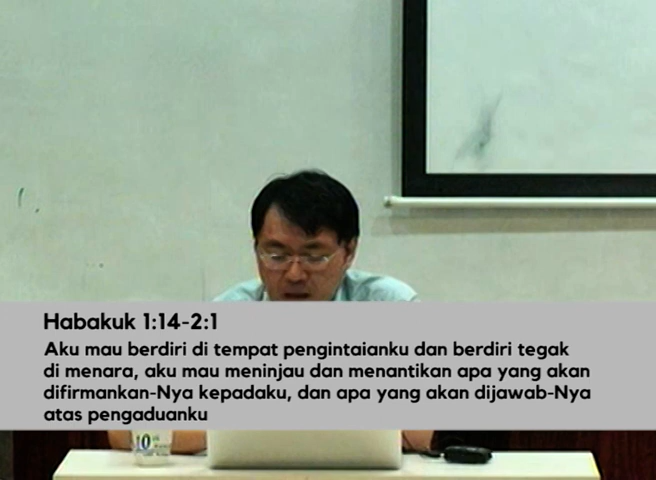 Habakuk 1:14-2:1
Aku mau berdiri di tempat pengintaianku dan berdiri tegak
di menara, aku mau meninjau dan menantikan apa yang akan
difirmankan-Nya kepadaku, dan apa yang akan dijawab-Nya
atas pengaduanku
10th